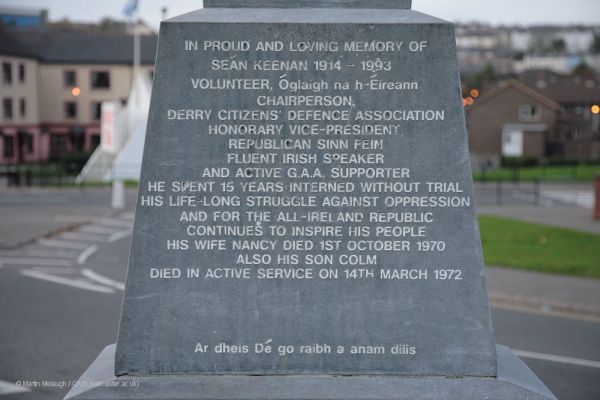 IN PROUD AND LOVING MEMORY OF
SEÁN KEENAN 1914 - 1993
VOLUNTEER, Óglaigh na h-Éireann
CHAIRPERSON,
DERRY CITIZENS' DEFENCE ASSOCIATION
HONORARY VICE-PRESIDENT,
REPUBLICAN SINN FEIN
FLUENT IRISH SPEAKER
AND ACTIVE G.A.A. SUPPORTER
HE SPENT 15 YEARS INTERNED WITHOUT TRIAL
HIS LIFE-LONG STRUGGLE AGAINST OPPRESSION
AND FOR THE ALL-IRELAND REPUBLIC
CONTINUES TO INSPIRE HIS PEOPLE
HIS WIFE NANCY DIED 1ST OCTOBER 1970
ALSO HIS SON COLM
DIED IN ACTIVE SERVICE ON 14TH MARCH 1972
Ar dheis Dé go raibh a anam dílis
© Martin Melaugh / CAIN (cain.ulster.ac.uk)